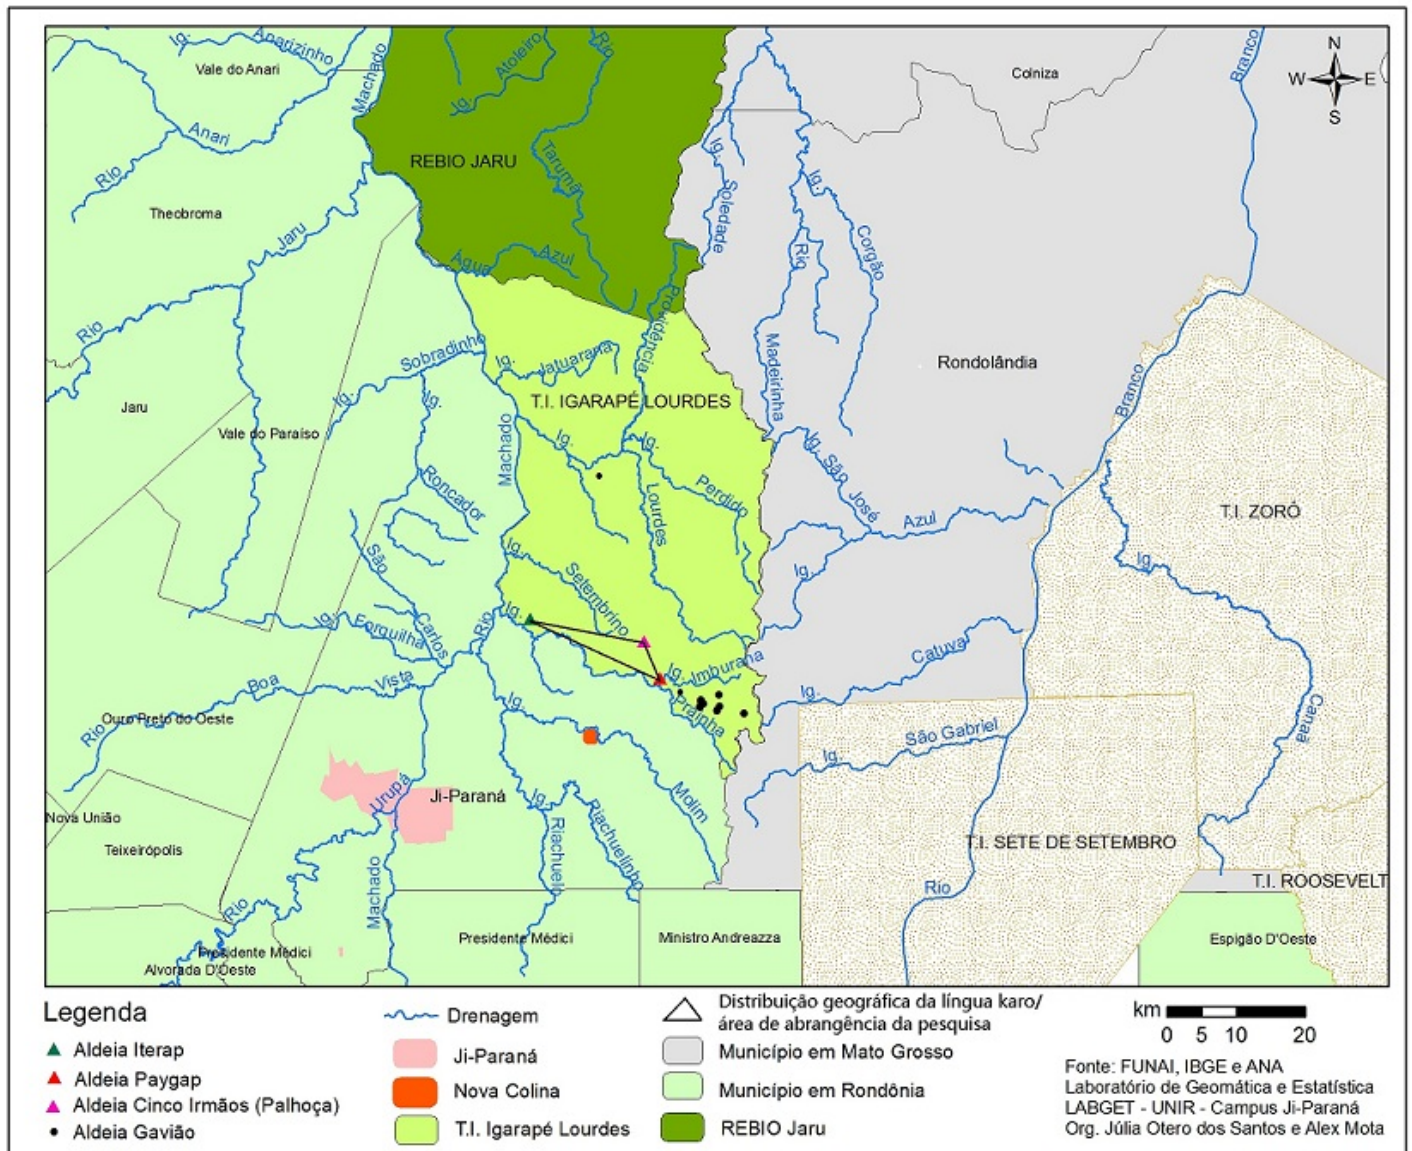 Ig. Anarizinho
Vale do Anari
Machado
Ig. Atoleiro
Rio
Colniza
Branco
N
W E
S
Anari
Rio
REBIO JARU
Tarumã
Ig.
Soledade
Ig.
Corgão
Theobroma
Jaru
Água Azul
Rio
Providência
Rio
Sobradinho
Ig.
Ig. Jatuarana
Madeirinha
Rondolândia
Branco
Jaru
Vale do Paraíso
Ig.
T.I. IGARAPÉ LOURDES
Machado
Ig.
Ig.
Perdido
Lourdes
Ig. São José
Azul
T.I. ZORÓ
Roncador
São
Carlos
Ig.
Setembrino
Ig.
Ig.
Ig.
Forquilha
Rio
Ig.
Ig. Imburana
Prainha
Ig.
Catuva
Canaã
Boa Vista
Rio
Ouro Preto do Oeste
Ig.
Molim
Ig.
São Gabriel
Urupá
Ji-Paraná
Ig.
Riachuelo
Riachuelinho
Nova União
Teixeirópolis
T.I. SETE DE SETEMBRO
T.I. ROOSEVELT
Rio
Machado
Rio
Presidente Médici
Alvorada D'Oeste
Presidente Médici
Ministro Andreazza
Espigão D'Oeste
Legenda
Aldeia Iterap
Aldeia Paygap
Aldeia Cinco Irmãos (Palhoça)
Aldeia Gavião
Drenagem
Ji-Paraná
Nova Colina
T.I. Igarapé Lourdes
Distribuição geográfica da língua karo/
área de abrangência da pesquisa
Município em Mato Grosso
Município em Rondônia
REBIO Jaru
km
0 5 10 20
Fonte: FUNAI, IBGE e ANA
Laboratório de Geomática e Estatística
LABGET - UNIR - Campus Ji-Paraná
Org. Júlia Otero dos Santos e Alex Mota